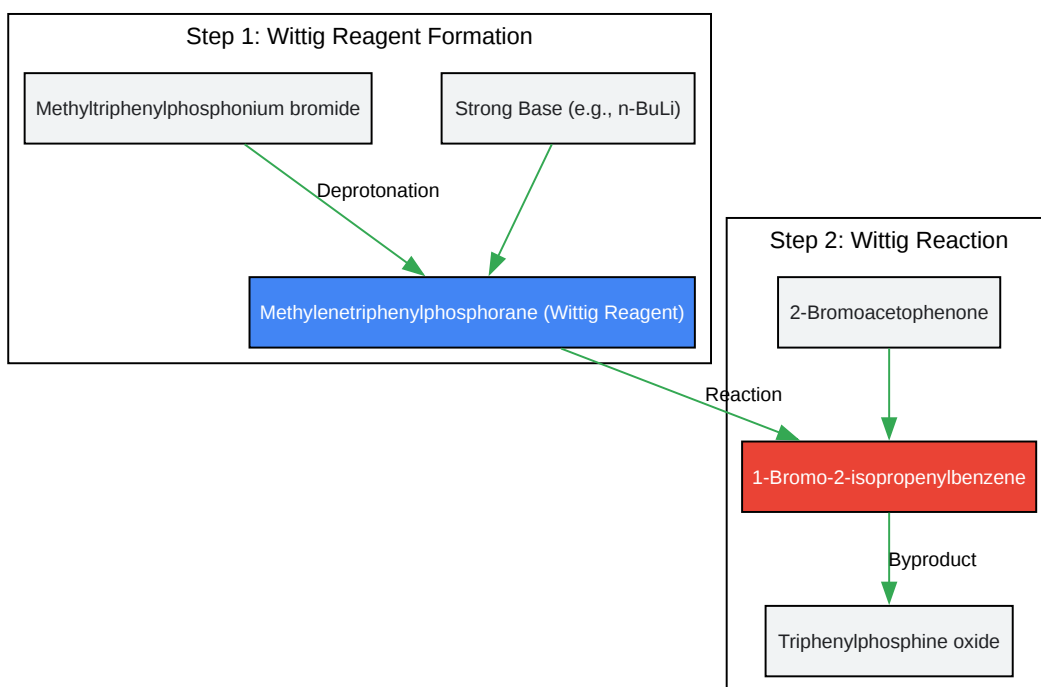 Step 1: Wittig Reagent Formation
Methyltriphenylphosphonium bromide
Strong Base (e.g., n-BuLi)
Deprotonation
Methylenetriphenylphosphorane (Wittig Reagent)
Step 2: Wittig Reaction
2-Bromoacetophenone
Reaction
1-Bromo-2-isopropenylbenzene
Byproduct
Triphenylphosphine oxide